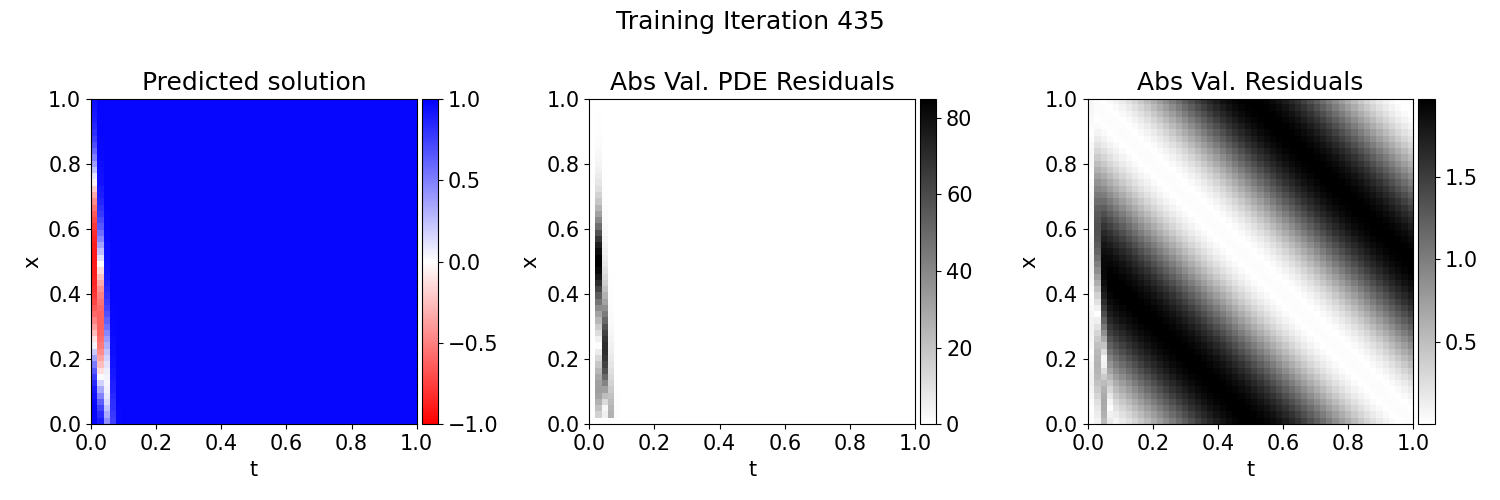 Training Iteration 435
Predicted solution
Abs Val. PDE Residuals
Abs Val. Residuals
1.0
0.8
0.6
0.4
0.2
0.0
x
0.0 0.2 0.4 0.6 0.8 1.0
t
1.0
0.5
0.0
−0.5
−1.0
1.0
0.8
0.6
0.4
0.2
0.0
x
0.0 0.2 0.4 0.6 0.8 1.0
t
80
60
40
20
0
1.0
0.8
0.6
0.4
0.2
0.0
x
0.0 0.2 0.4 0.6 0.8 1.0
t
1.5
1.0
0.5